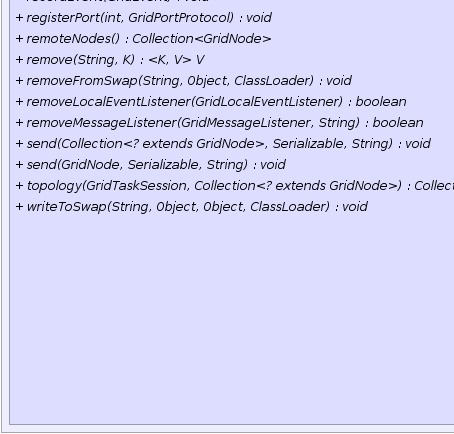 + registerPort(int, GridPortProtocol) : void
+ remoteNodes() : Collection<GridNode>
+ remove(String, K) : <K, V> V
+ removeFromSwap(String, Object, ClassLoader) : void
+ removeLocalEventListener(GridLocalEventListener) : boolean
+ removeMessageListener(GridMessageListener, String) : boolean
+ send(Collection<? extends GridNode>, Serializable, String) : void
+ send(GridNode, Serializable, String) : void
+ topology(GridTaskSession, Collection<? extends GridNode>) : Collect
+ writeToSwap(String, Object, Object, ClassLoader) : void